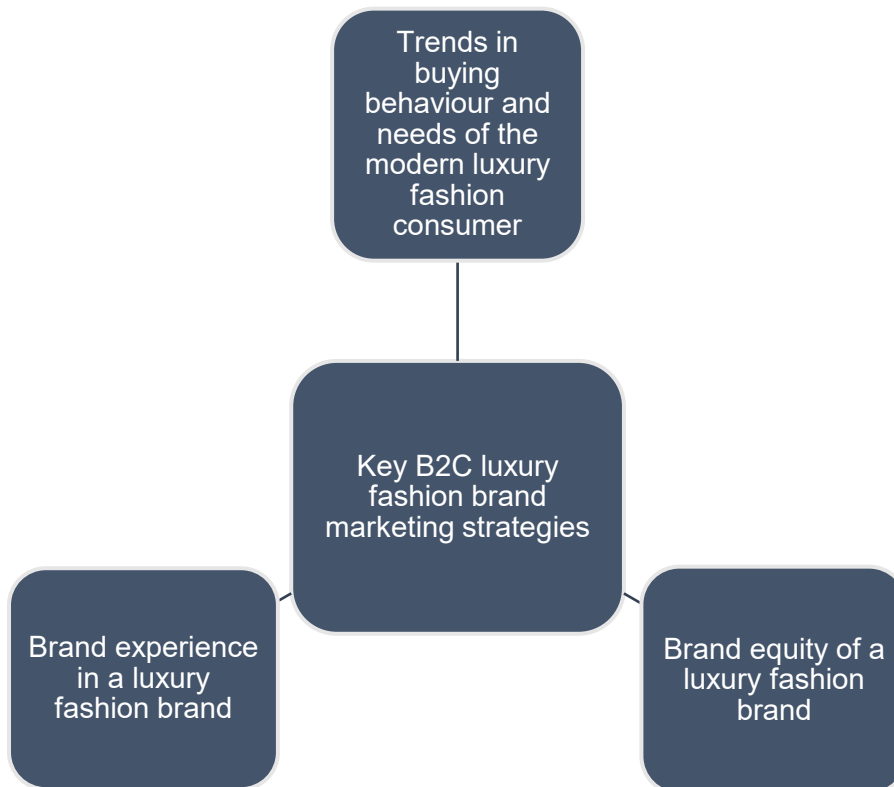 Trends in
buying
behaviour and
needs of the
modern luxury
fashion
consumer
Key B2C luxury
fashion brand
marketing strategies
Brand experience
in a luxury
fashion brand
Brand equity of a
luxury fashion
brand